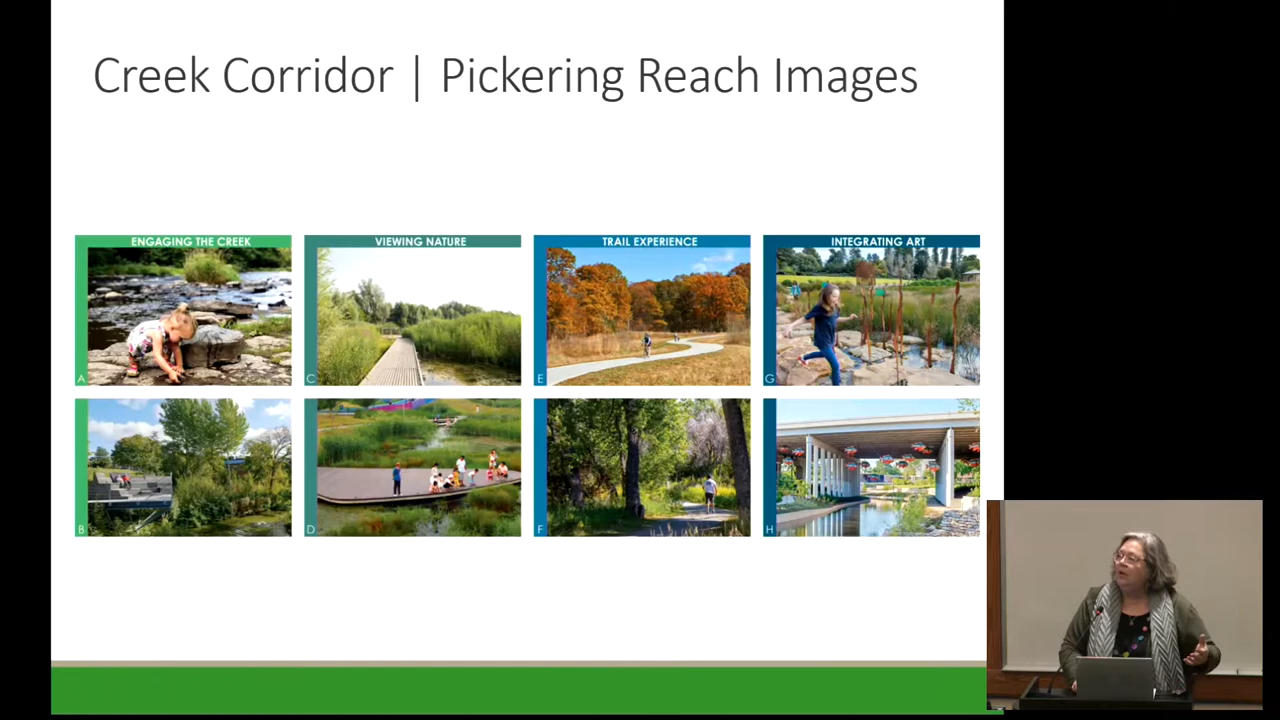 Creek Corridor | Pickering Reach Images
ENGAGING THE CREEK
VIEWING NATURE
TRAIL EXPERIENCE
INTEGRATING ART
A
C
E
G
B
D
F
H